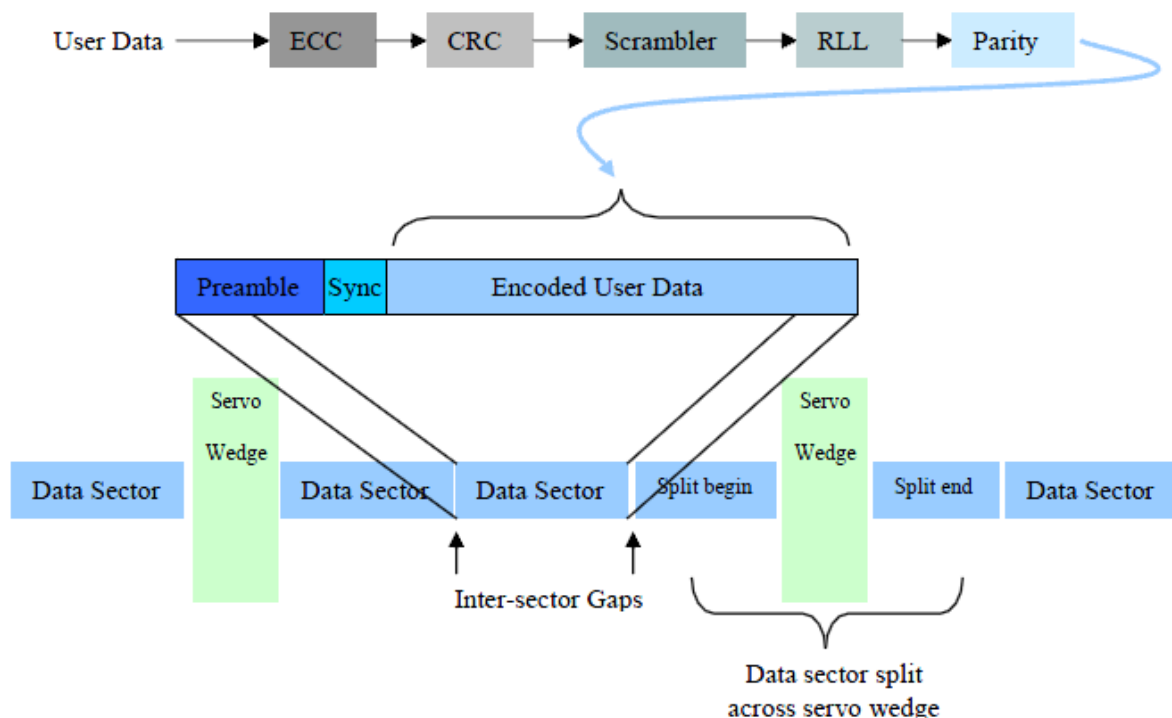 User Data
ECC
CRC
Scrambler
RLL
Parity
Preamble
Sync
Encoded User Data
Servo
Wedge
Servo
Wedge
Data Sector
Data Sector
Data Sector
Split begin
Split end
Data Sector
Inter-sector Gaps
Data sector split
across servo wedge